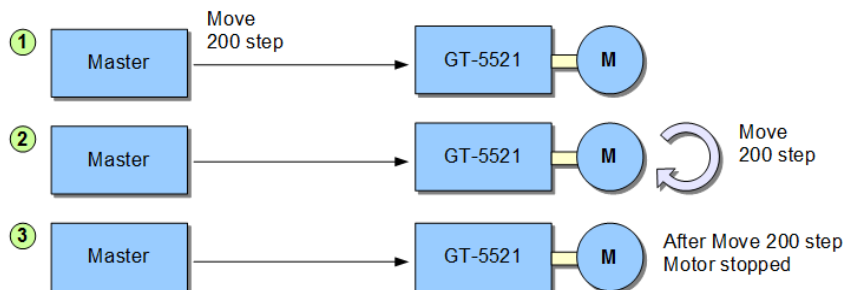 Move
200 step
1
Master
GT-5521
M
2
Master
GT-5521
M
Move
200 step
3
Master
GT-5521
M
After Move 200 step
Motor stopped